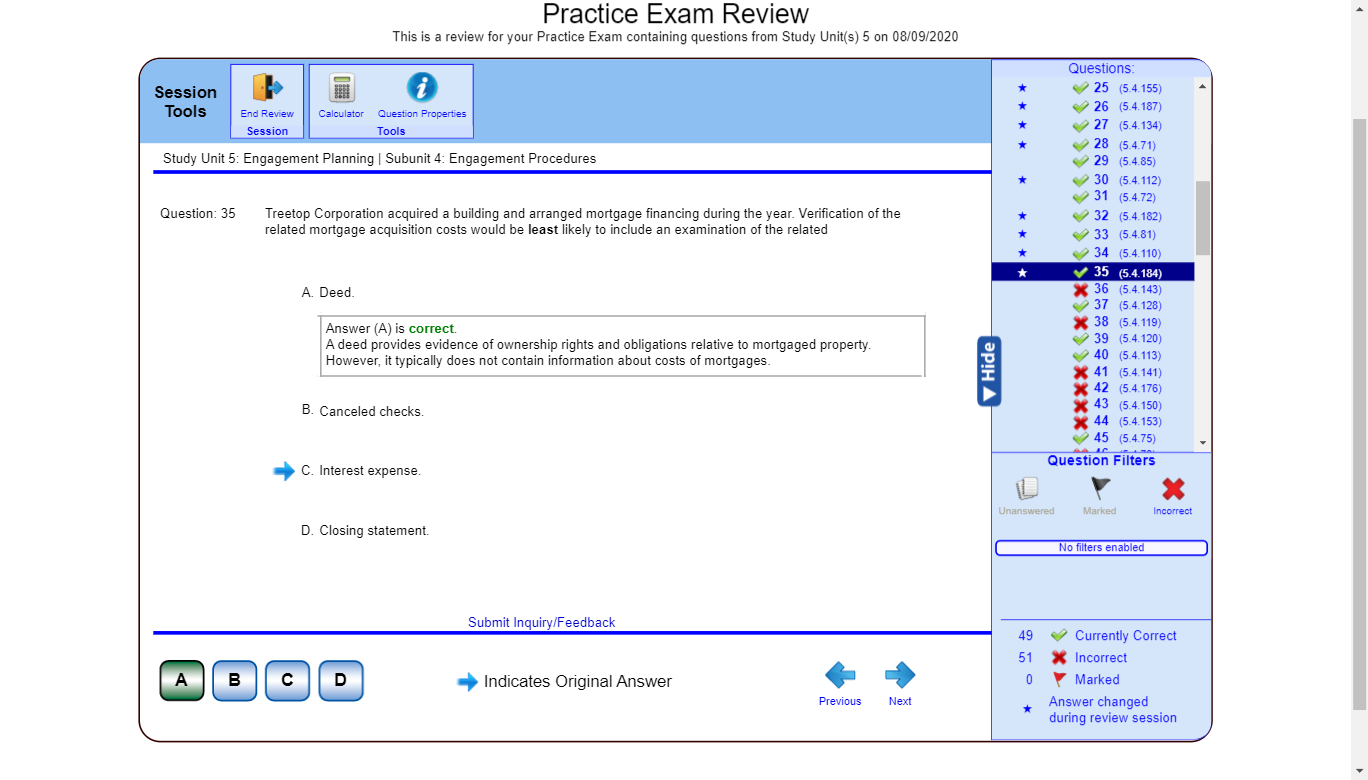 Practice Exam Review
This is a review for your Practice Exam containing questions from Study Unit(s) 5 on 08/09/2020
Session Tools
End Review
Session
Calculator
Question Properties
Tools
Study Unit 5: Engagement Planning | Subunit 4: Engagement Procedures
Question: 35
Treetop Corporation acquired a building and arranged mortgage financing during the year. Verification of the
related mortgage acquisition costs would be least likely to include an examination of the related
A. Deed.
Answer (A) is correct.
A deed provides evidence of ownership rights and obligations relative to mortgaged property.
However, it typically does not contain information about costs of mortgages.
B. Canceled checks.
C. Interest expense.
D. Closing statement.
Submit Inquiry/Feedback
A B C D
Indicates Original Answer
Previous
Next
Questions:
25 (5.4.155)
26 (5.4.187)
27 (5.4.134)
28 (5.4.71)
29 (5.4.85)
30 (5.4.112)
31 (5.4.72)
32 (5.4.182)
33 (5.4.81)
34 (5.4.110)
35 (5.4.184)
36 (5.4.143)
37 (5.4.128)
38 (5.4.119)
39 (5.4.120)
40 (5.4.113)
41 (5.4.141)
42 (5.4.176)
43 (5.4.150)
44 (5.4.153)
45 (5.4.75)
Hide
Question Filters
Unanswered
Marked
Incorrect
No filters enabled
49 Currently Correct
51 Incorrect
0 Marked
Answer changed
during review session